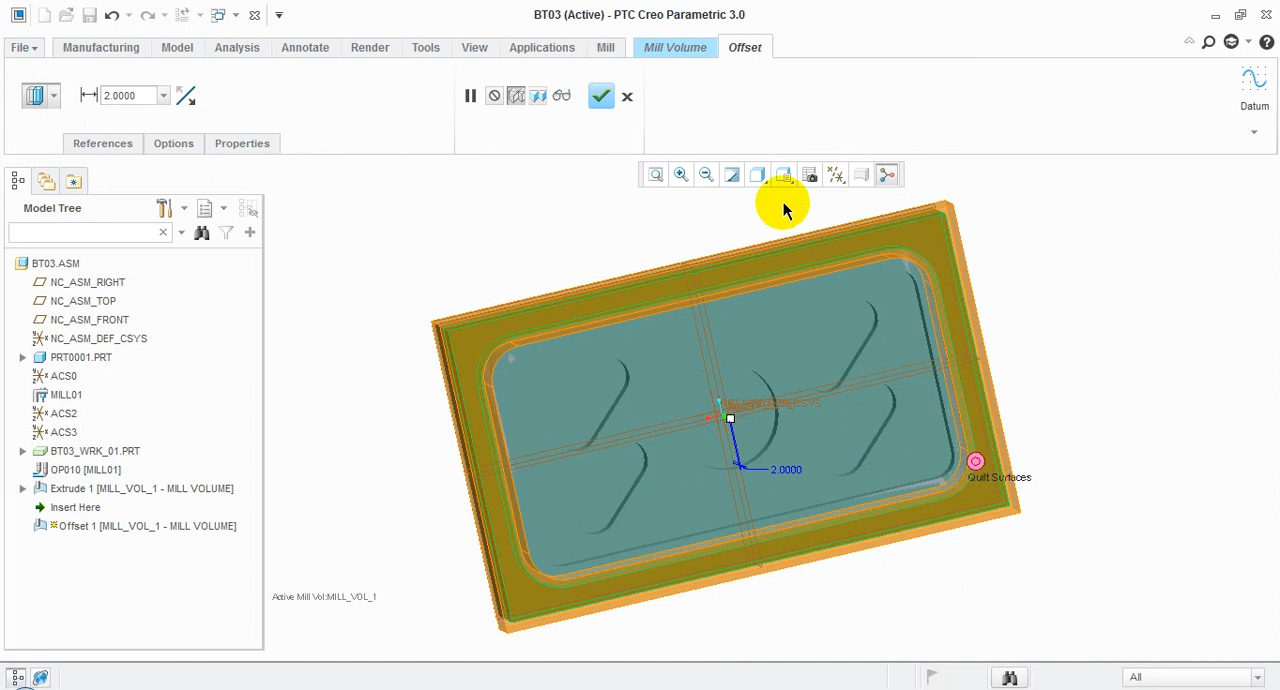 BT03 (Active) - PTC Creo Parametric 3.0
File Manufacturing Model Analysis Annotate Render Tools View Applications Mill Mill Volume Offset
2.0000
Datum
References Options Properties
Model Tree
BT03.ASM
NC_ASM_RIGHT
NC_ASM_TOP
NC_ASM_FRONT
NC_ASM_DEF_CSYS
PRT0001.PRT
ACS0
MILL01
ACS2
ACS3
BT03_WRK_01.PRT
OP010 [MILL01]
Extrude 1 [MILL_VOL_1 - MILL VOLUME]
Insert Here
Offset 1 [MILL_VOL_1 - MILL VOLUME]
2.0000
Quilt Surfaces
Active Mill Vol:MILL_VOL_1
All